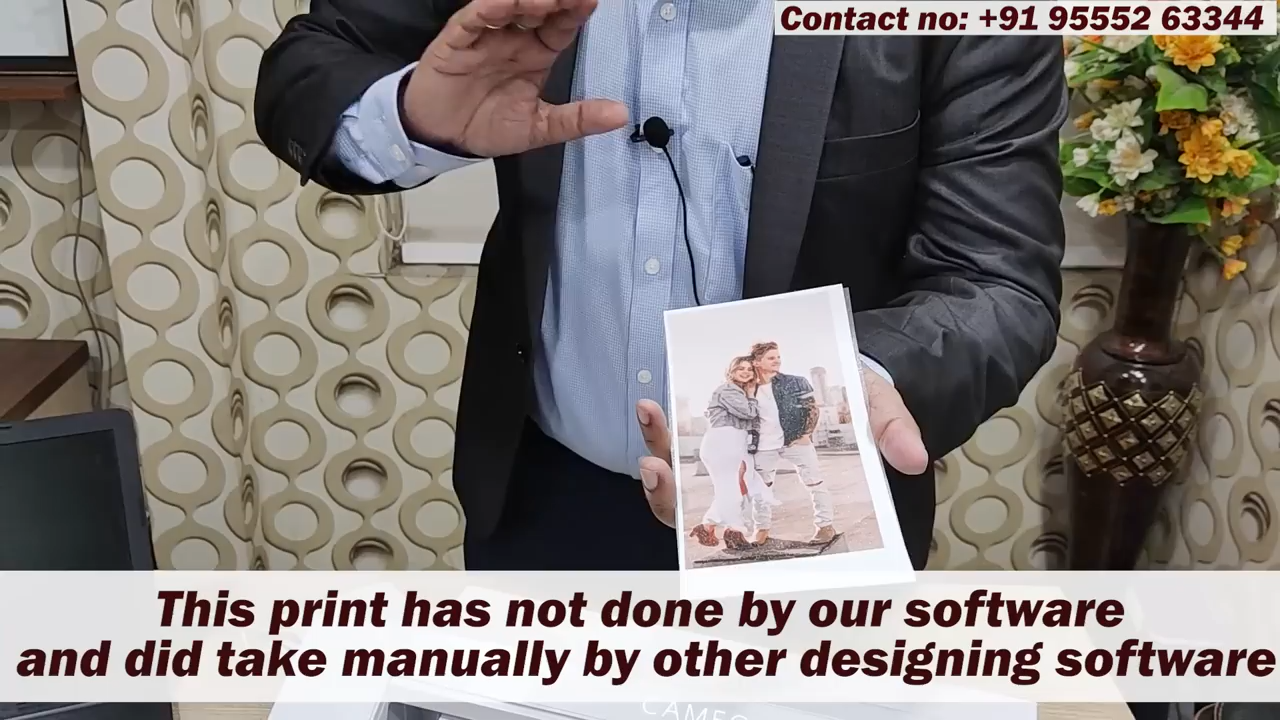 Contact no: +91 95552 63344
This print has not done by our software
and did take manually by other designing software
CAMEO